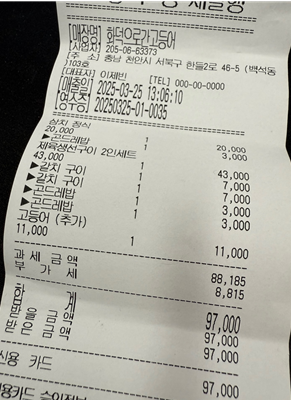 [매장명] 화덕으로가고등어
[사업자] 205-06-63373
[주 소] 충남 천안시 서북구 한들2로 46-5 (백석동)
103호
[대표자] 이제빈 [TEL] 000-00-0000
[매출일] 2025-03-25 13:06:10
[영수증] 20250325-01-0035
삼치 정식
20,000 1 20,000
▶곤드레밥 1 3,000
제육생선구이 2인세트
43,000 1 43,000
▶갈치 구이 1 7,000
▶갈치 구이 1 7,000
▶곤드레밥 1 3,000
▶곤드레밥 1 3,000
고등어 (추가)
11,000 1 11,000
과 세 금 액 88,185
부 가 세 8,815
합 계 97,000
받 을 금 액 97,000
받 은 금 액 97,000
신용 카드 97,000